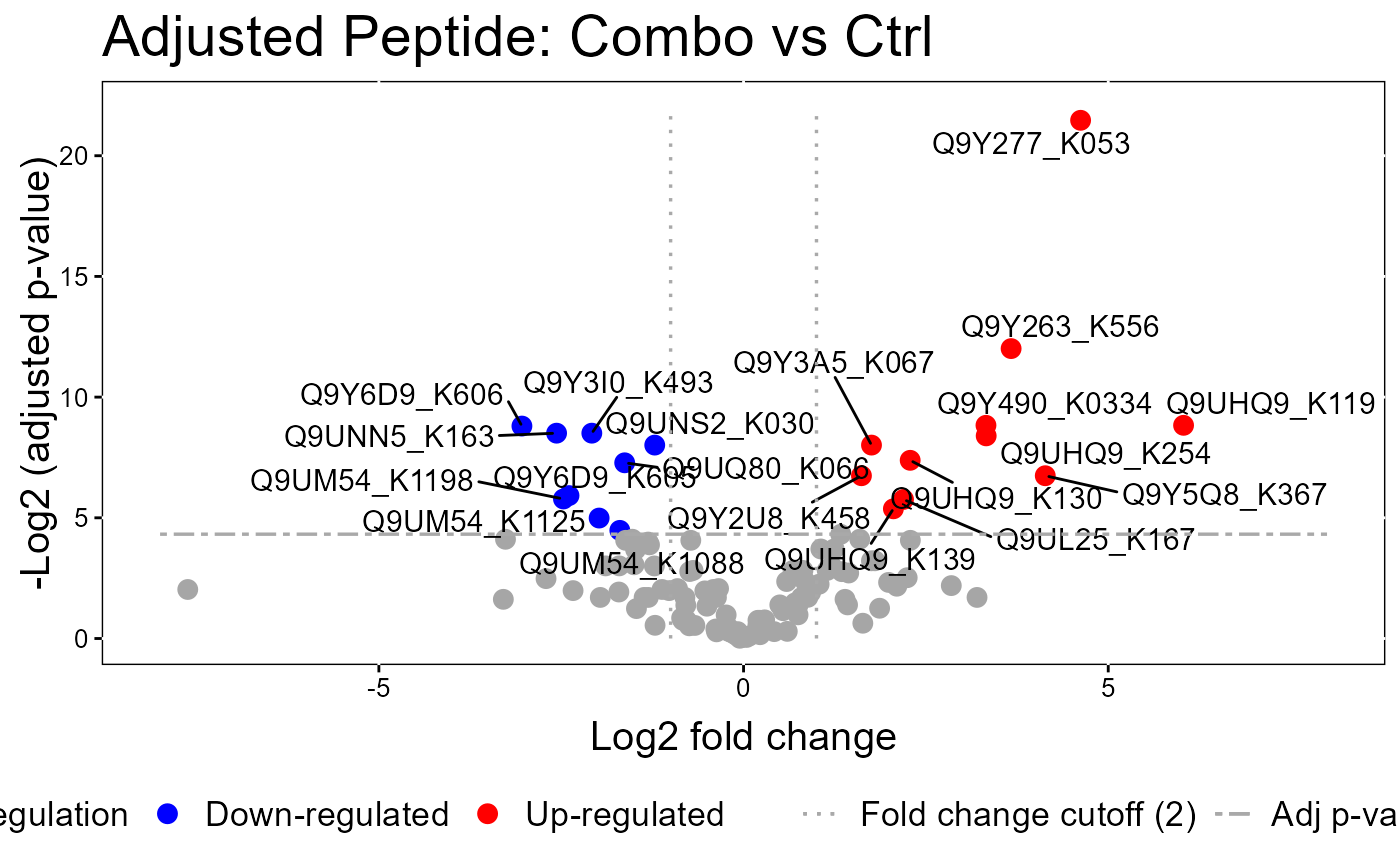 Adjusted Peptide: Combo vs Ctrl
-Log2 (adjusted p-value)
20
15
10
5
0
Q9Y277_K053
Q9Y263_K556
Q9Y3A5_K067
Q9Y3I0_K493
Q9Y6D9_K606
Q9Y490_K0334
Q9UHQ9_K119
Q9UNS2_K030
Q9UNN5_K163
Q9UHQ9_K254
Q9UQ80_K066
Q9Y6D9_K605
Q9UM54_K1198
Q9UHQ9_K130
Q9Y5Q8_K367
Q9UM54_K1125
Q9Y2U8_K458
Q9UL25_K167
Q9UM54_K1088
Q9UHQ9_K139
-5
0
5
Log2 fold change
egulation Down-regulated Up-regulated Fold change cutoff (2) Adj p-va